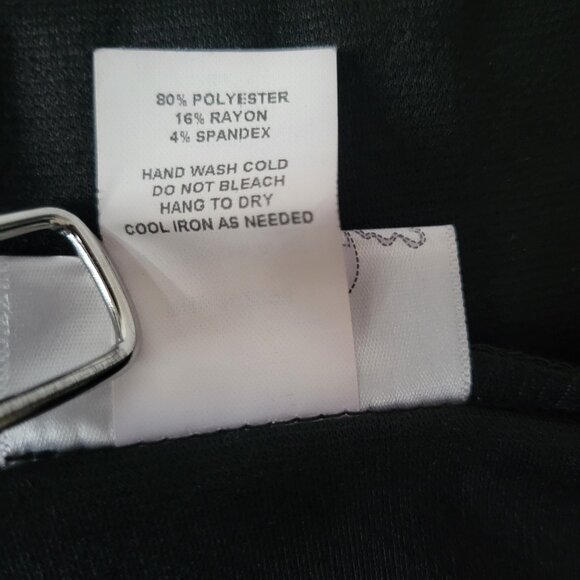 80% POLYESTER
16% RAYON
4% SPANDEX
HAND WASH COLD
DO NOT BLEACH
HANG TO DRY
COOL IRON AS NEEDED